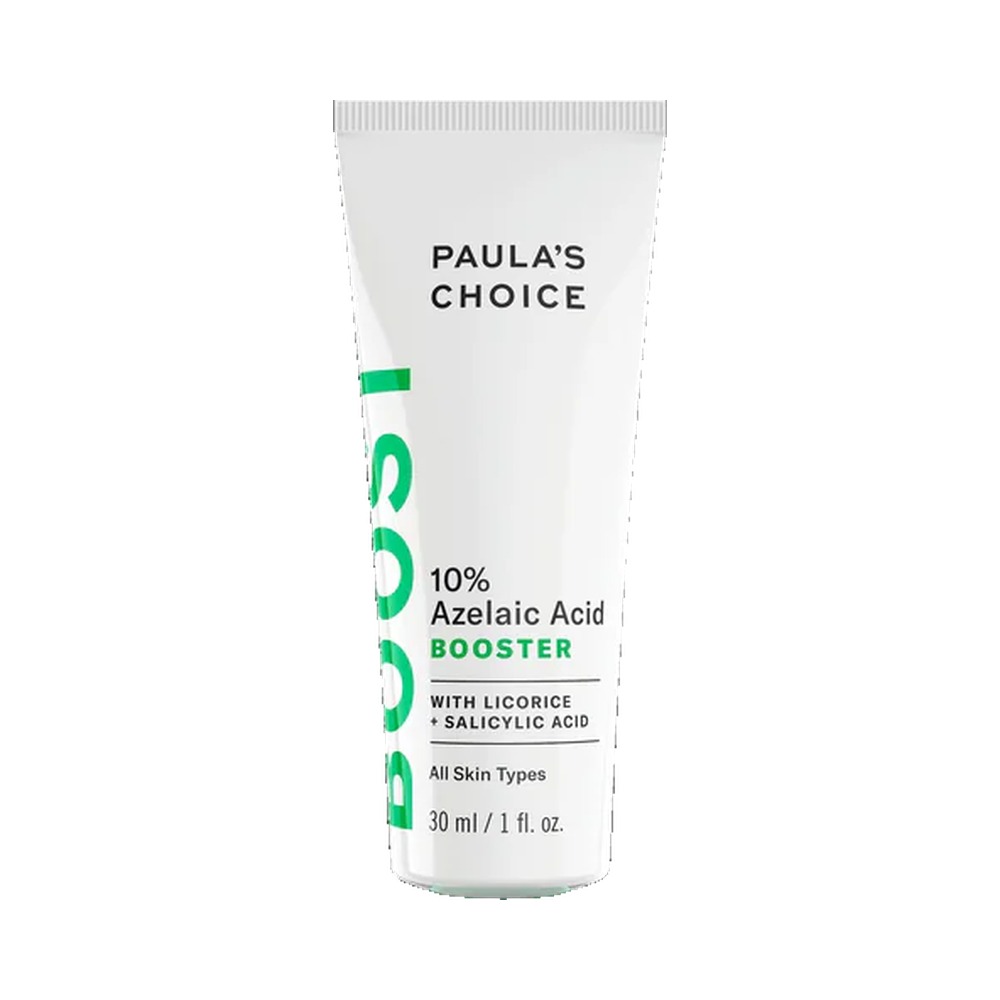 PAULA'S
CHOICE
BOOST
10%
Azelaic Acid
BOOSTER
WITH LICORICE
+ SALICYLIC ACID
All Skin Types
30 ml / 1 fl. oz.